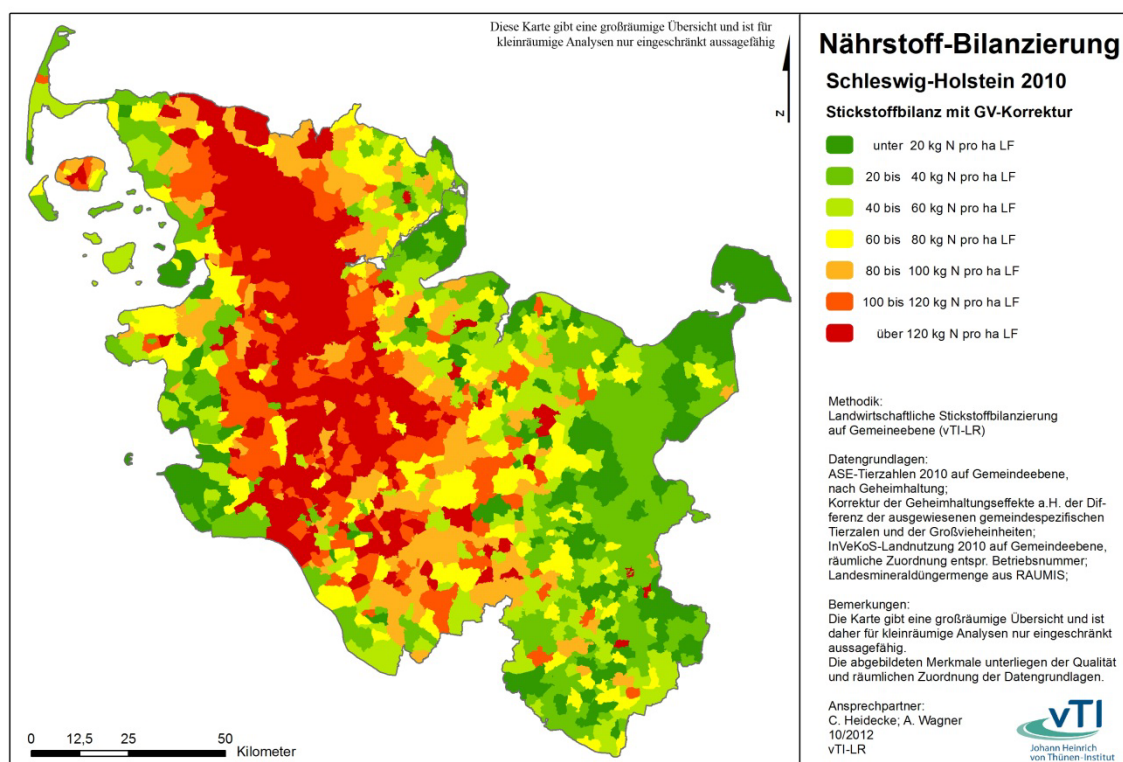 Diese Karte gibt eine großräumige Übersicht und ist für
kleinräumige Analysen nur eingeschränkt aussagefähig
N
Nährstoff-Bilanzierung
Schleswig-Holstein 2010
Stickstoffbilanz mit GV-Korrektur
unter 20 kg N pro ha LF
20 bis 40 kg N pro ha LF
40 bis 60 kg N pro ha LF
60 bis 80 kg N pro ha LF
80 bis 100 kg N pro ha LF
100 bis 120 kg N pro ha LF
über 120 kg N pro ha LF
Methodik:
Landwirtschaftliche Stickstoffbilanzierung
auf Gemeineebene (vTI-LR)
Datengrundlagen:
ASE-Tierzahlen 2010 auf Gemeindeebene,
nach Geheimhaltung;
Korrektur der Geheimhaltungseffekte a.H. der Dif-
ferenz der ausgewiesenen gemeindespezifischen
Tierzalen und der Großvieheinheiten;
InVeKoS-Landnutzung 2010 auf Gemeindeebene,
räumliche Zuordnung entspr. Betriebsnummer;
Landesmineraldüngermenge aus RAUMIS;
Bemerkungen:
Die Karte gibt eine großräumige Übersicht und ist
daher für kleinräumige Analysen nur eingeschränkt
aussagefähig.
Die abgebildeten Merkmale unterliegen der Qualität
und räumlichen Zuordnung der Datengrundlagen.
Ansprechpartner:
C. Heidecke; A. Wagner
10/2012
vTI-LR
vTI
Johann Heinrich
von Thünen-Institut
0 12,5 25 50
Kilometer